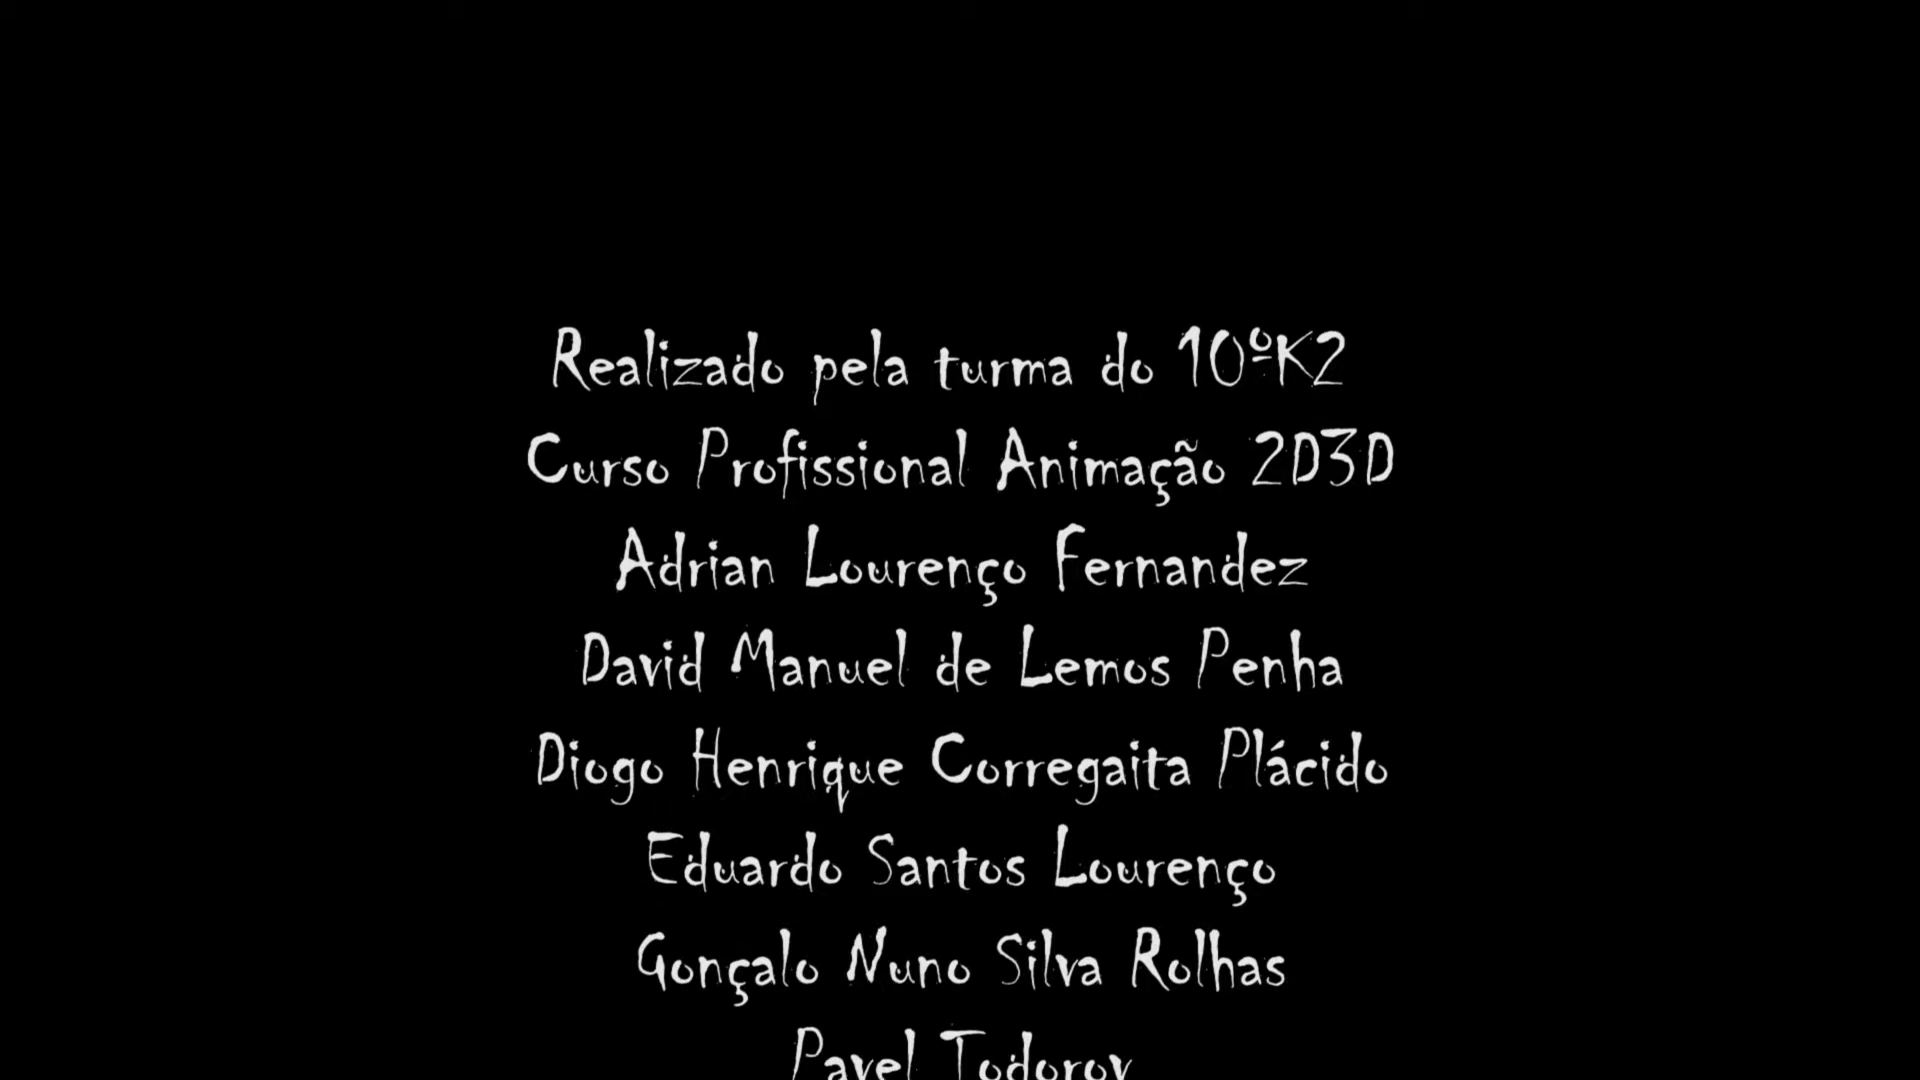 Realizado pela turma do 10ºK2
Curso Profissional Animação 2D3D
Adrian Lourenço Fernandez
David Manuel de Lemos Penha
Diogo Henrique Corregaita Plácido
Eduardo Santos Lourenço
Gonçalo Nuno Silva Rolhas
Pavel Todorov